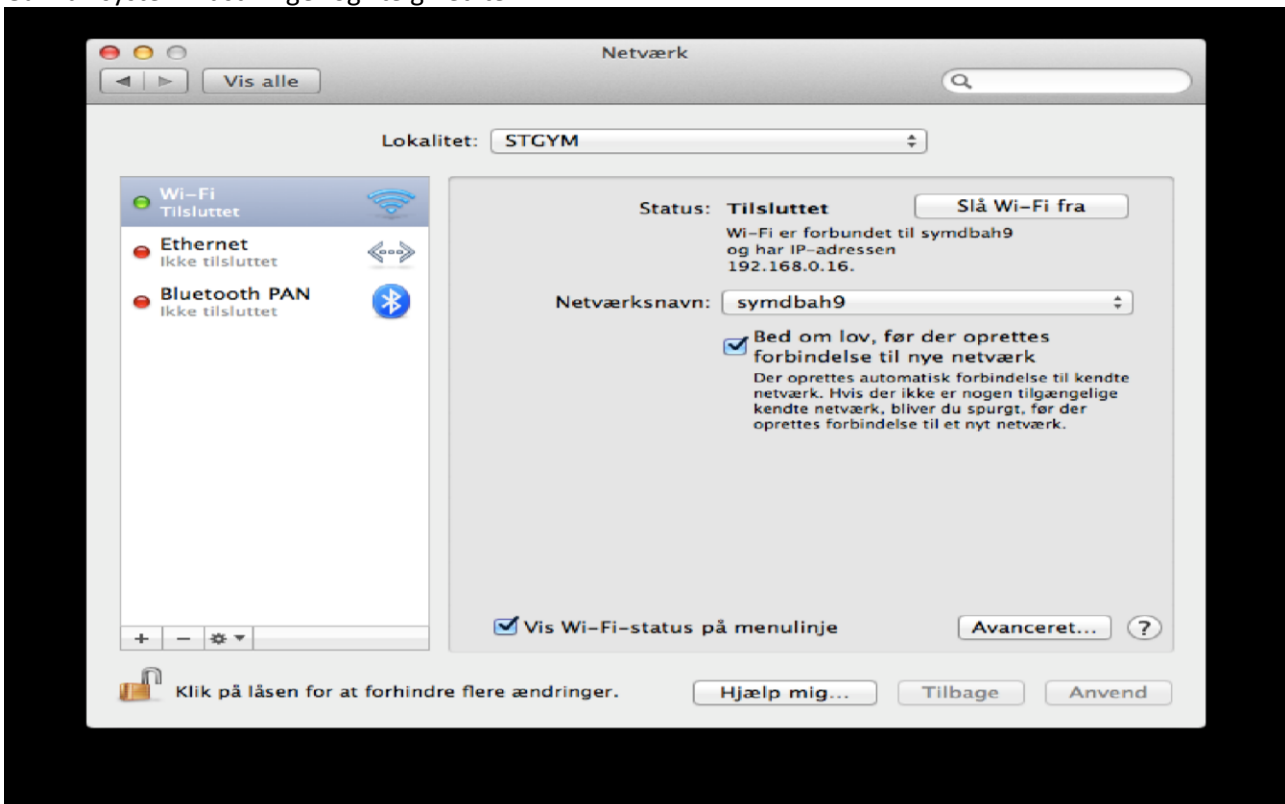 Netværk
Vis alle
Lokalitet: STGYM
Wi-Fi
Tilsluttet
Ethernet
Ikke tilsluttet
Bluetooth PAN
Ikke tilsluttet
Status: Tilsluttet
Slå Wi-Fi fra
Wi-Fi er forbundet til symdbah9
og har IP-adressen
192.168.0.16.
Netværksnavn: symdbah9
Bed om lov, før der oprettes
forbindelse til nye netværk
Der oprettes automatisk forbindelse til kendte
netværk. Hvis der ikke er nogen tilgængelige
kendte netværk, bliver du spurgt, før der
oprettes forbindelse til et nyt netværk.
Vis Wi-Fi-status på menulinje
Avanceret... ?
Klik på låsen for at forhindre flere ændringer.
Hjælp mig... Tilbage Anvend